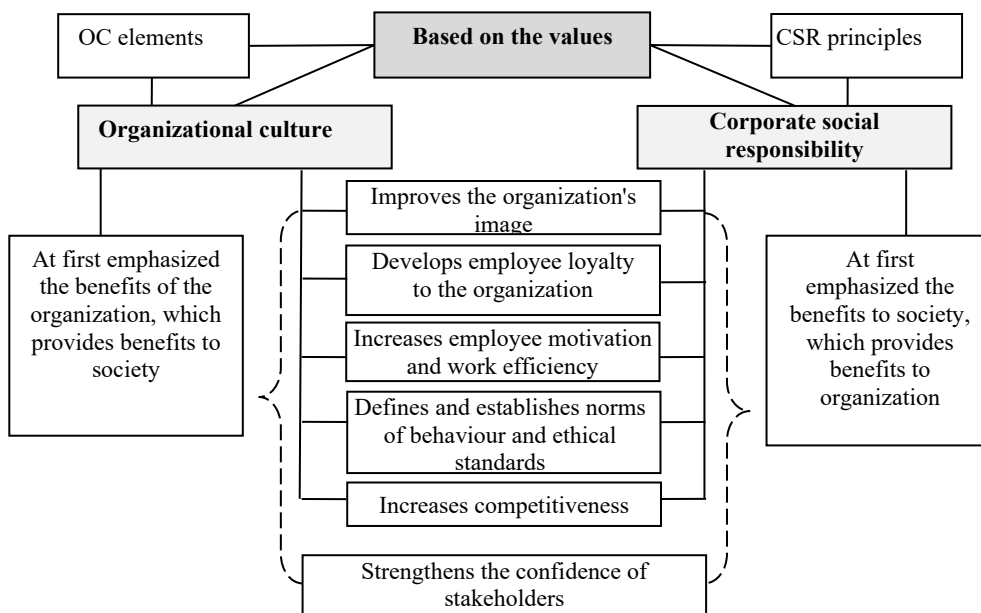 OC elements
Based on the values
CSR principles
Organizational culture
Corporate social
responsibility
Improves the organization's
image
At first emphasized
the benefits of the
organization, which
provides benefits to
society
Develops employee loyalty
to the organization
Increases employee motivation
and work efficiency
Defines and establishes norms
of behaviour and ethical
standards
Increases competitiveness
At first
emphasized the
benefits to society,
which provides
benefits to
organization
Strengthens the confidence of
stakeholders